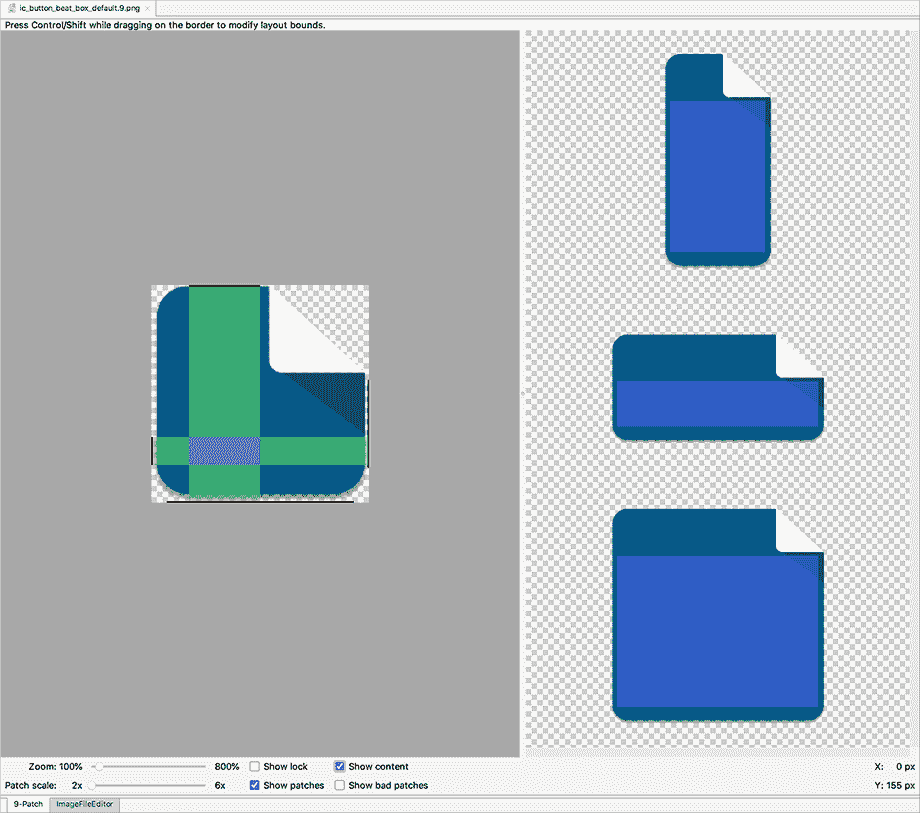 ic_button_beat_box_default.9.png
Press Control/Shift while dragging on the border to modify layout bounds.
Zoom: 100% 800% Show lock Show content X: 0 px
Patch scale: 2x 6x Show patches Show bad patches Y: 155 px
9-Patch ImageFileEditor